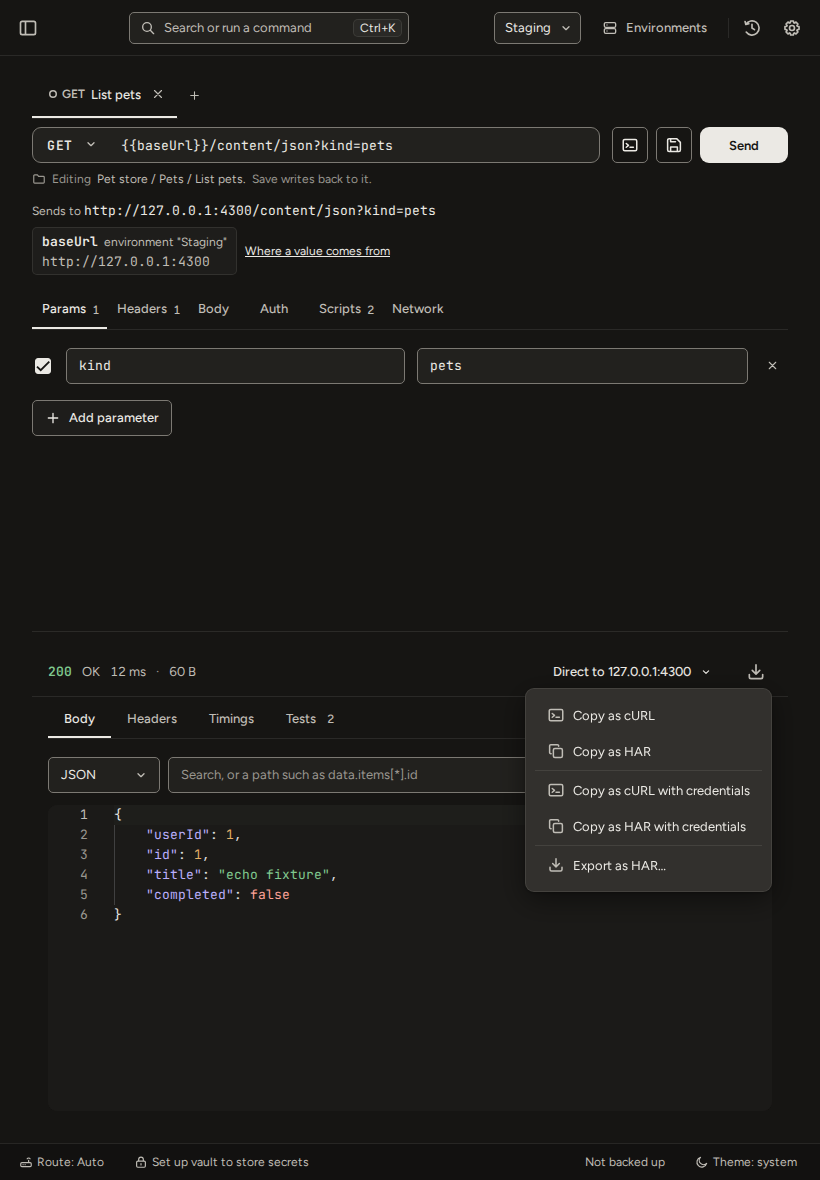 Search or run a command Ctrl+K Staging Environments
GET List pets
GET {{baseUrl}}/content/json?kind=pets Send
Editing Pet store / Pets / List pets. Save writes back to it.
Sends to http://127.0.0.1:4300/content/json?kind=pets
baseUrl environment "Staging"
http://127.0.0.1:4300
Where a value comes from
Params 1 Headers 1 Body Auth Scripts 2 Network
kind pets
Add parameter
200 OK 12 ms · 60 B Direct to 127.0.0.1:4300
Body Headers Timings Tests 2
JSON Search, or a path such as data.items[*].id
Copy as cURL
Copy as HAR
Copy as cURL with credentials
Copy as HAR with credentials
Export as HAR...
1 {
2 "userId": 1,
3 "id": 1,
4 "title": "echo fixture",
5 "completed": false
6 }
Route: Auto Set up vault to store secrets Not backed up Theme: system